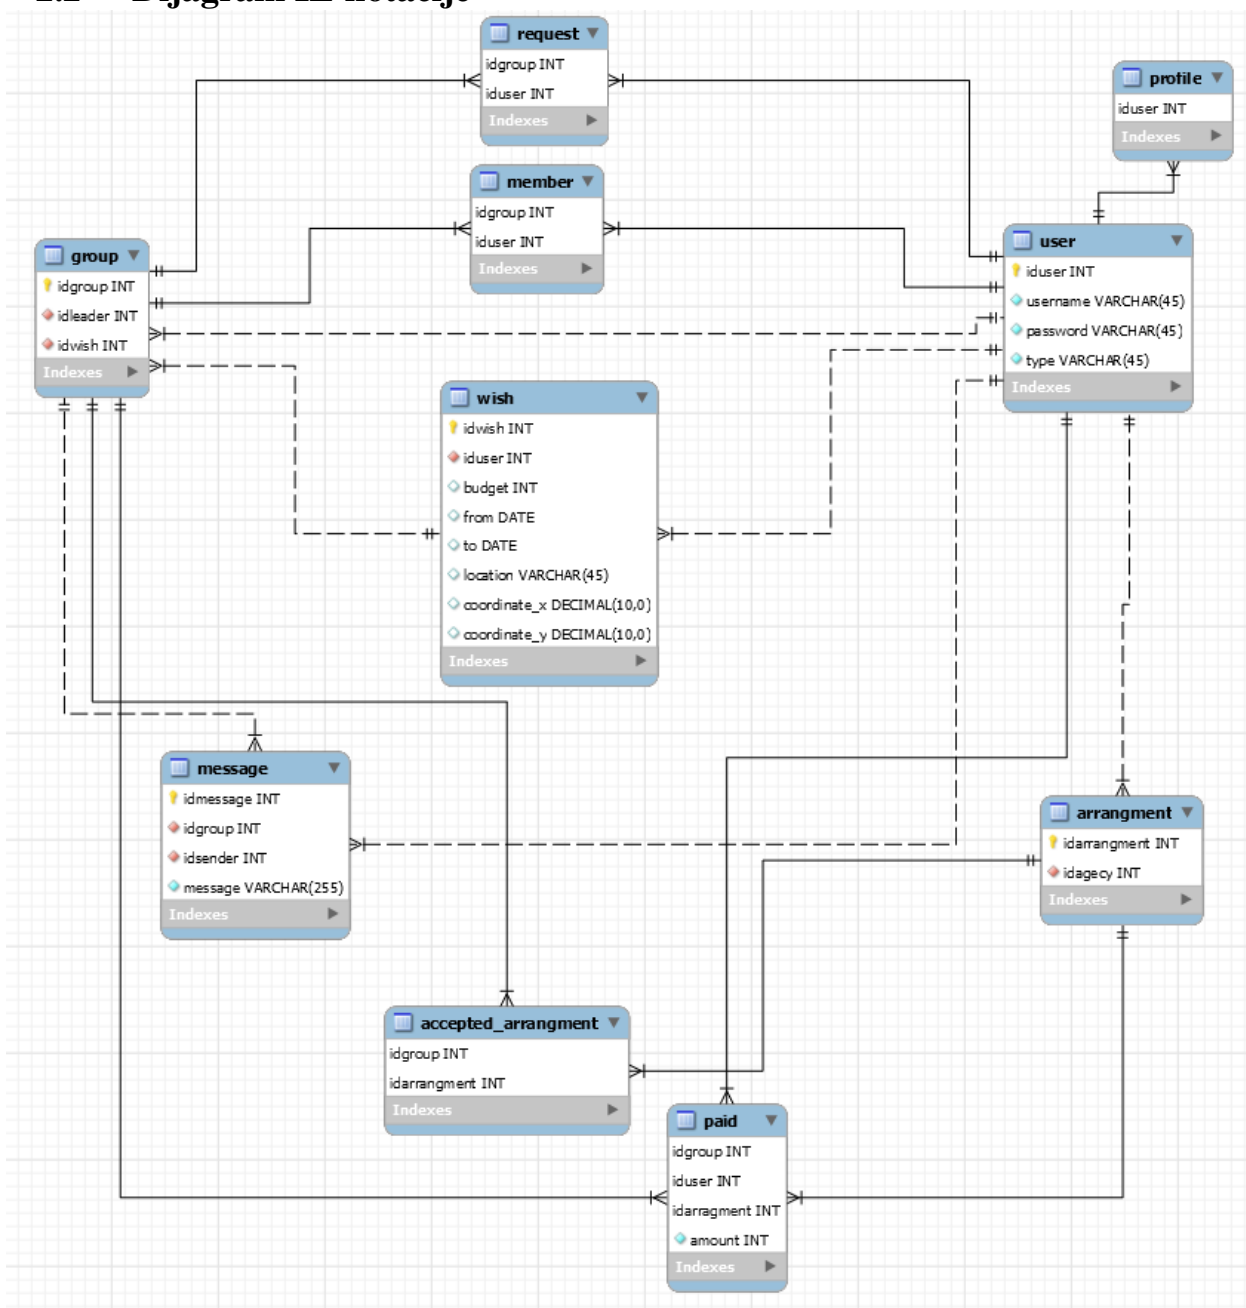 request
idgroup INT
iduser INT
Indexes
profile
iduser INT
Indexes
member
idgroup INT
iduser INT
Indexes
group
idgroup INT
idleader INT
idwish INT
Indexes
user
iduser INT
username VARCHAR(45)
password VARCHAR(45)
type VARCHAR(45)
Indexes
wish
idwish INT
iduser INT
budget INT
from DATE
to DATE
location VARCHAR(45)
coordinate_x DECIMAL(10,0)
coordinate_y DECIMAL(10,0)
Indexes
message
idmessage INT
idgroup INT
idsender INT
message VARCHAR(255)
Indexes
arrangment
idarrangment INT
idagecy INT
Indexes
accepted_arrangment
idgroup INT
idarrangment INT
Indexes
paid
idgroup INT
iduser INT
idarragment INT
amount INT
Indexes